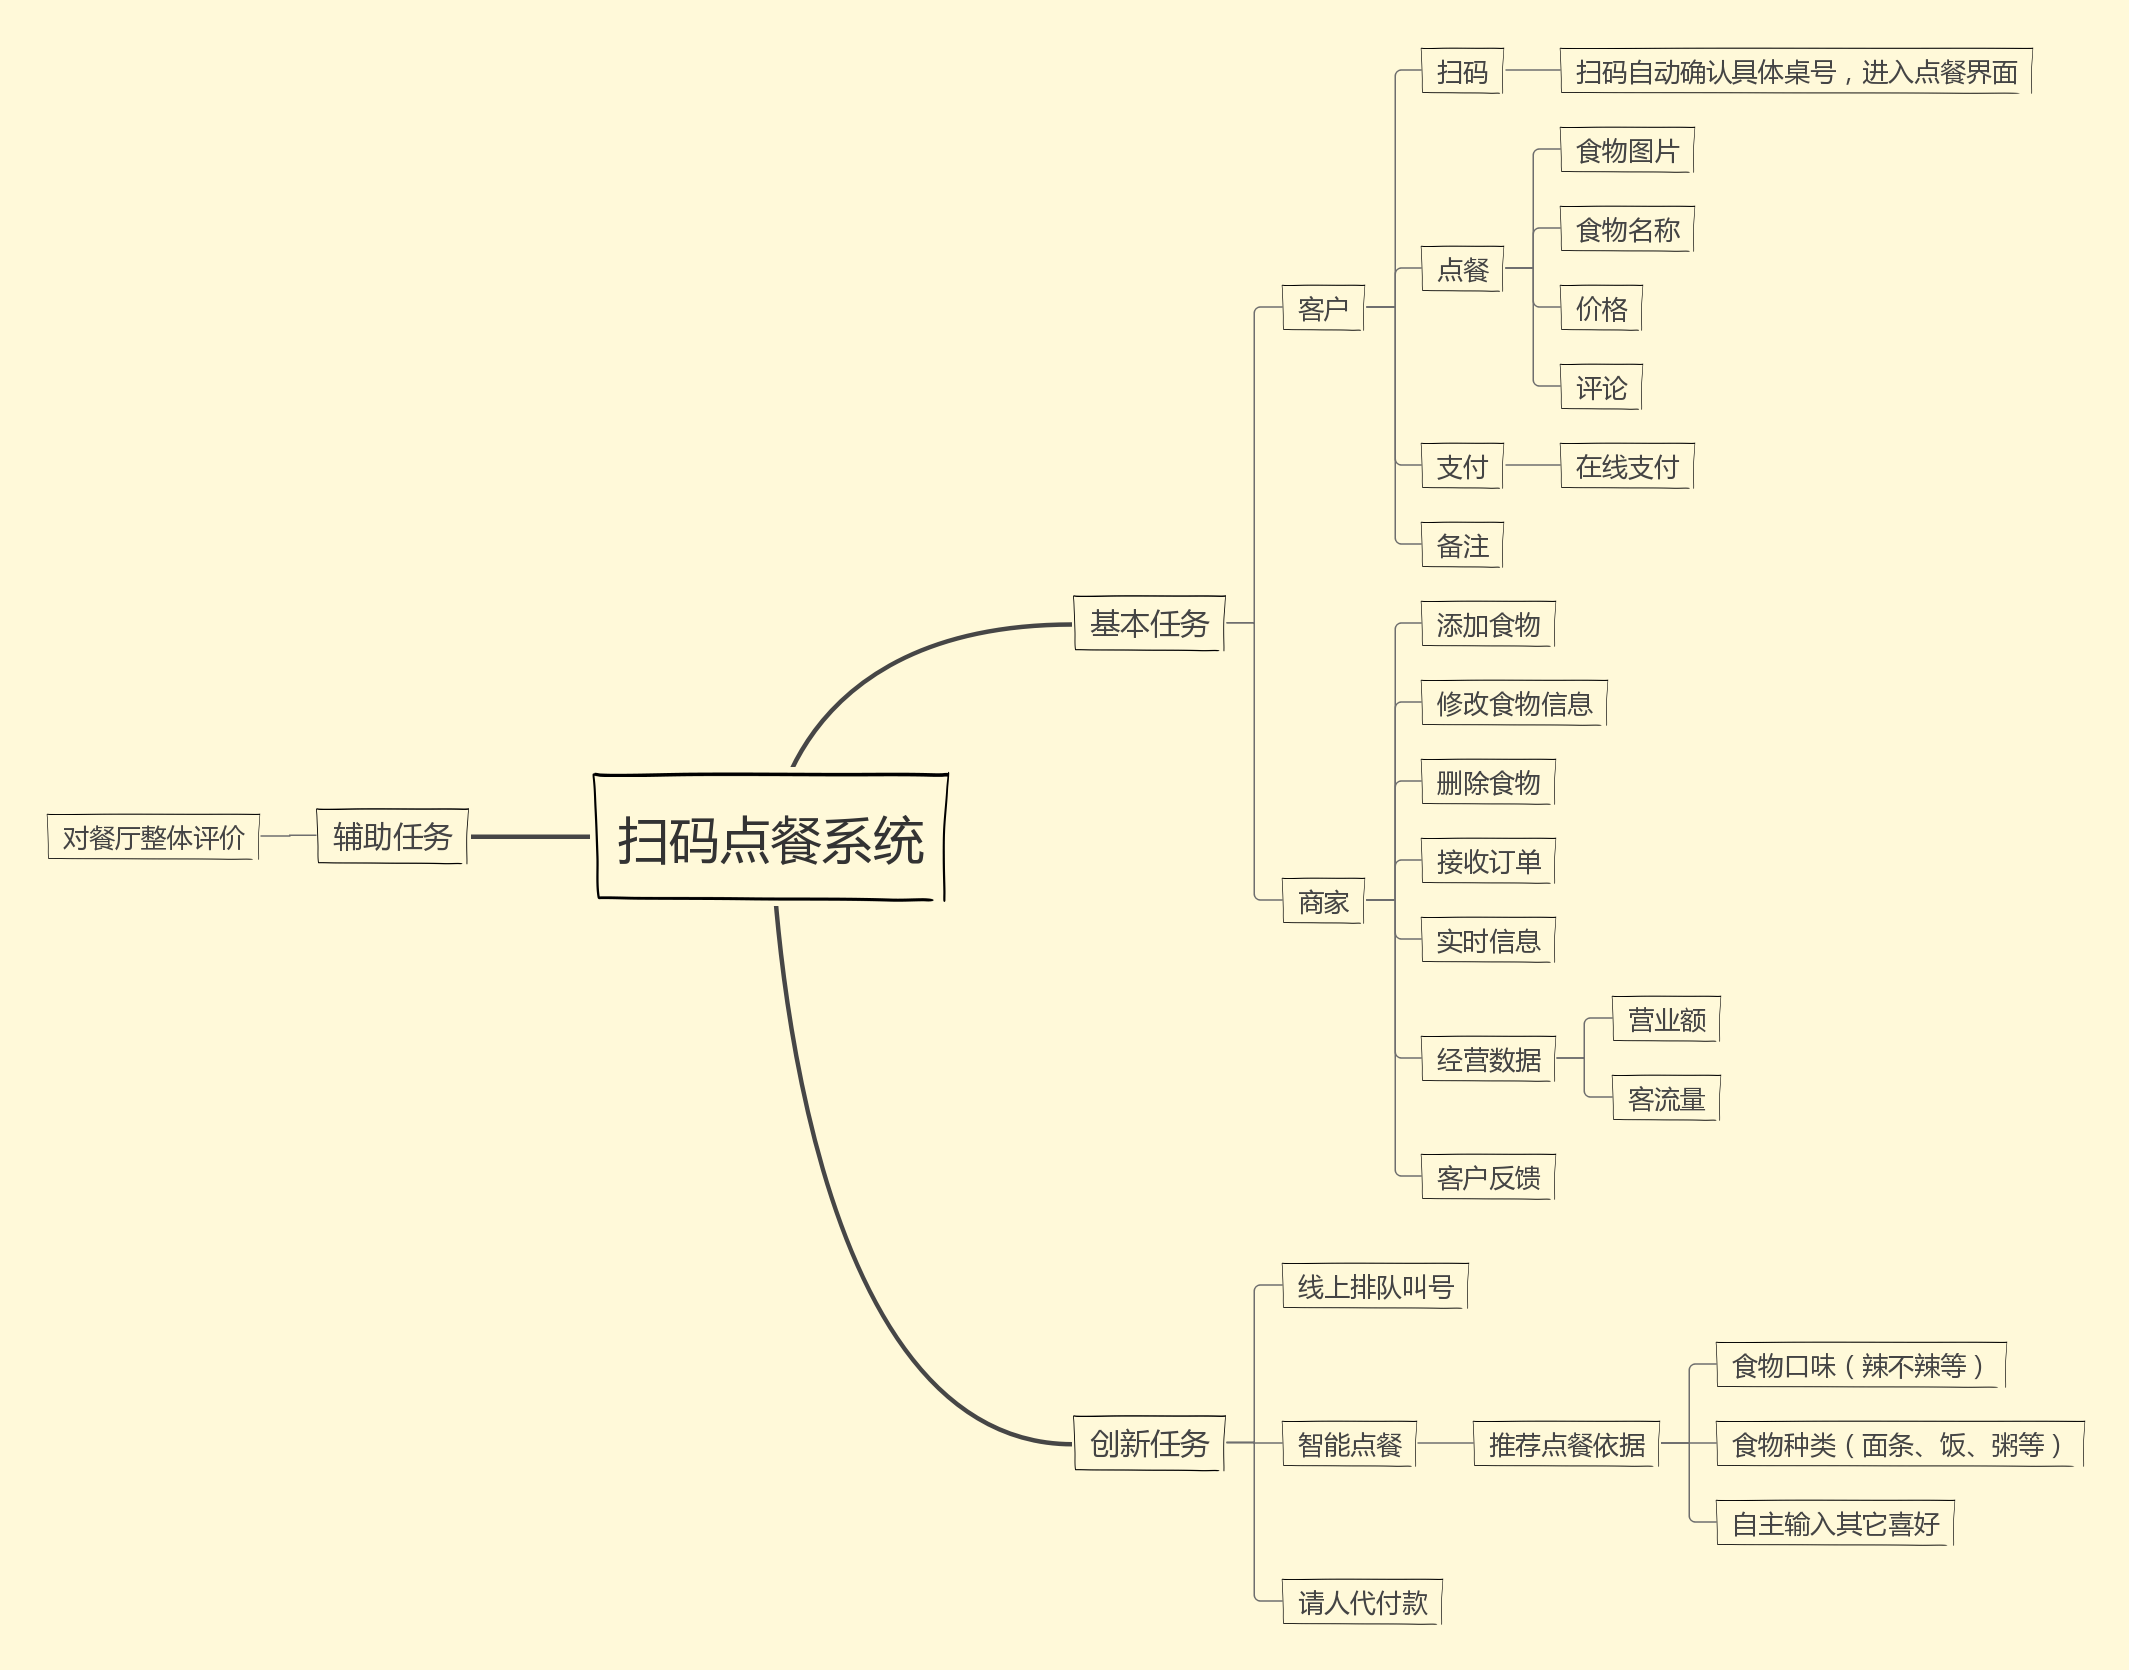 扫码点餐系统
基本任务
客户
扫码
扫码自动确认具体桌号，进入点餐界面
点餐
食物图片
食物名称
价格
评论
支付
在线支付
备注
商家
添加食物
修改食物信息
删除食物
接收订单
实时信息
经营数据
营业额
客流量
客户反馈
创新任务
线上排队叫号
智能点餐
推荐点餐依据
食物口味（辣不辣等）
食物种类（面条、饭、粥等）
自主输入其它喜好
请人代付款
辅助任务
对餐厅整体评价